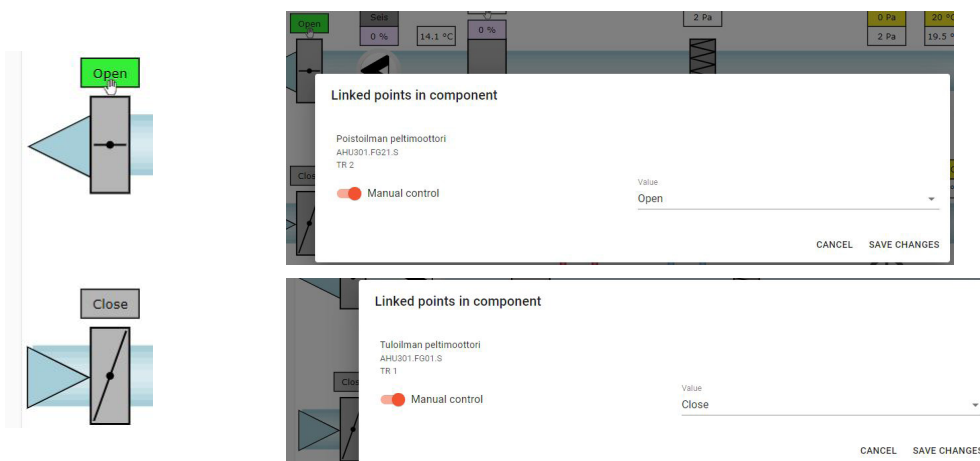 Open
Close
Open
Seis
0 %
14.1 °C
0 %
2 Pa
0 Pa
2 Pa
20 °C
19.5 °
Linked points in component
Poistoilman peltimoottori
AHU301.FG21.S
TR 2
Manual control
Value
Open
CANCEL SAVE CHANGES
Linked points in component
Tuloilman peltimoottori
AHU301.FG01.S
TR 1
Manual control
Value
Close
CANCEL SAVE CHANGES